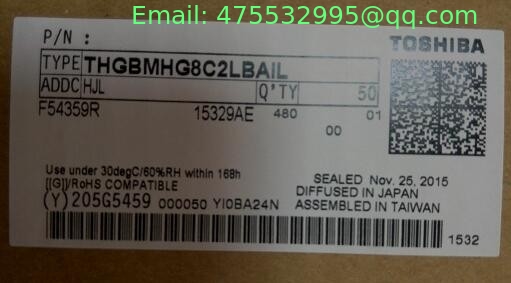 Email: 475532995@qq.com
P/N :
TOSHIBA
TYPE THGBMHG8C2LBAIL
ADDC HJL Q'TY 50
F54359R 15329AE 480 01
00
Use under 30degC/60%RH within 168h
[[G]]/RoHS COMPATIBLE
SEALED Nov. 25, 2015
DIFFUSED IN JAPAN
(Y)205G5459 000050 YI0BA24N ASSEMBLED IN TAIWAN
1532